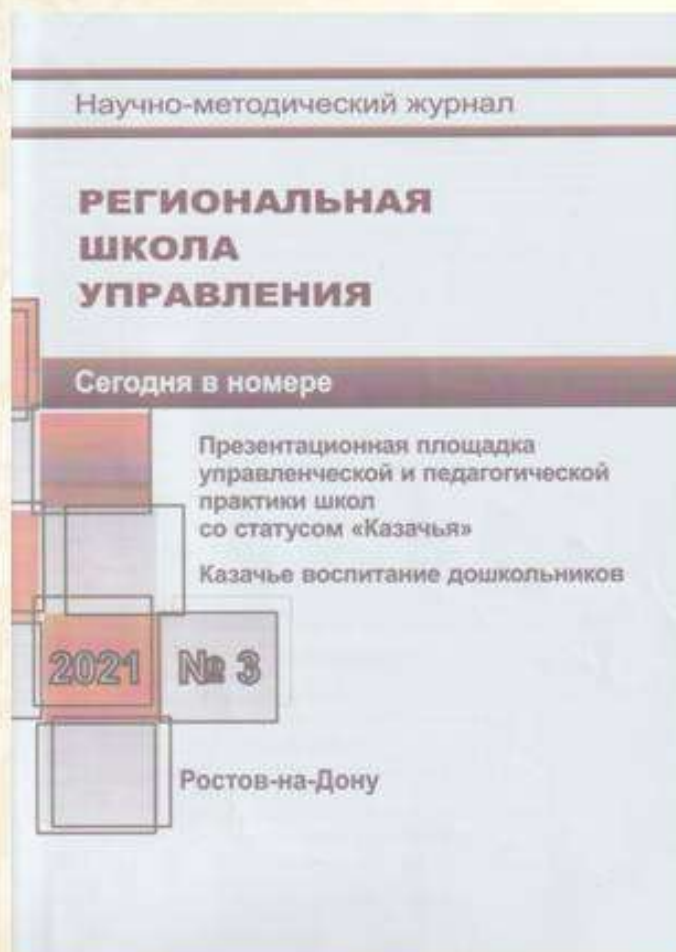 Научно-методический журнал
РЕГИОНАЛЬНАЯ
ШКОЛА
УПРАВЛЕНИЯ
Сегодня в номере
Презентационная площадка
управленческой и педагогической
практики школ
со статусом «Казачья»
Казачье воспитание дошкольников
2021 № 3
Ростов-на-Дону